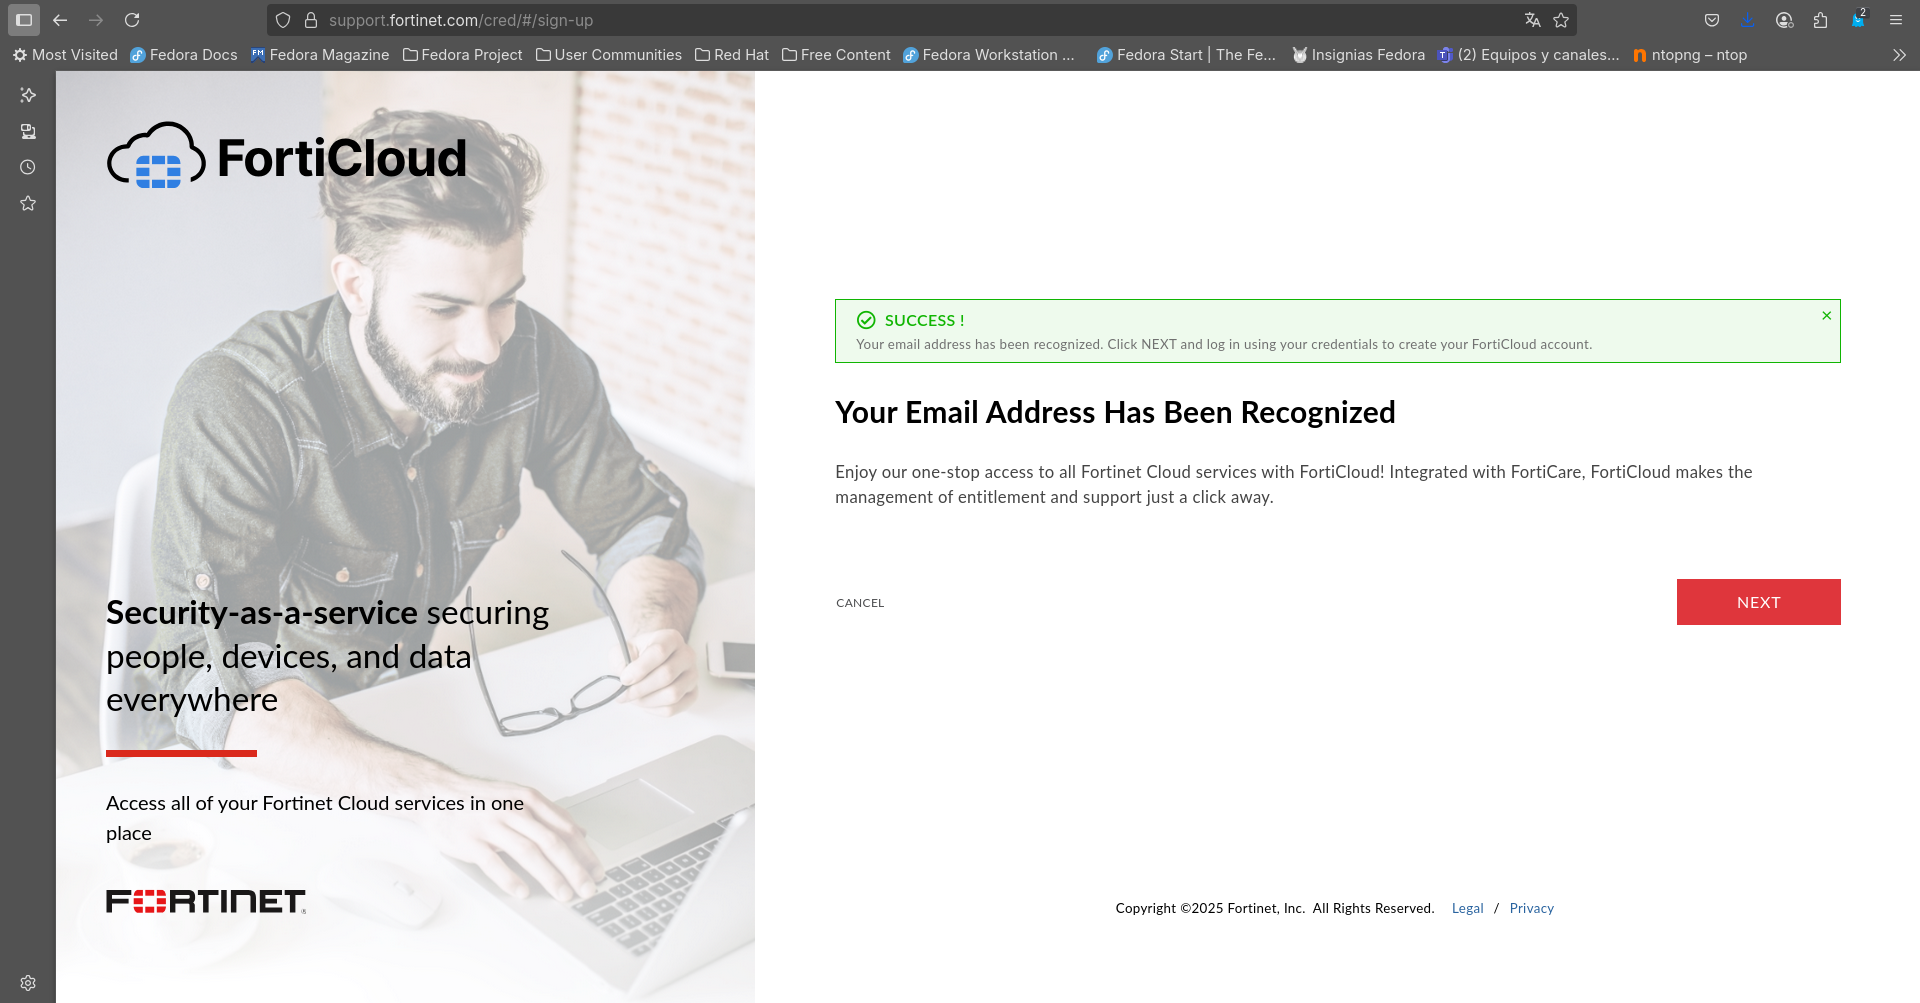 support.fortinet.com/cred/#/sign-up
2
Most Visited
Fedora Docs
Fedora Magazine
Fedora Project
User Communities
Red Hat
Free Content
Fedora Workstation ...
Fedora Start | The Fe...
Insignias Fedora
(2) Equipos y canales...
ntopng – ntop
FortiCloud
Security-as-a-service securing
people, devices, and data
everywhere
Access all of your Fortinet Cloud services in one
place
FORTINET
SUCCESS !
Your email address has been recognized. Click NEXT and log in using your credentials to create your FortiCloud account.
Your Email Address Has Been Recognized
Enjoy our one-stop access to all Fortinet Cloud services with FortiCloud! Integrated with FortiCare, FortiCloud makes the
management of entitlement and support just a click away.
CANCEL
NEXT
Copyright ©2025 Fortinet, Inc. All Rights Reserved. Legal / Privacy